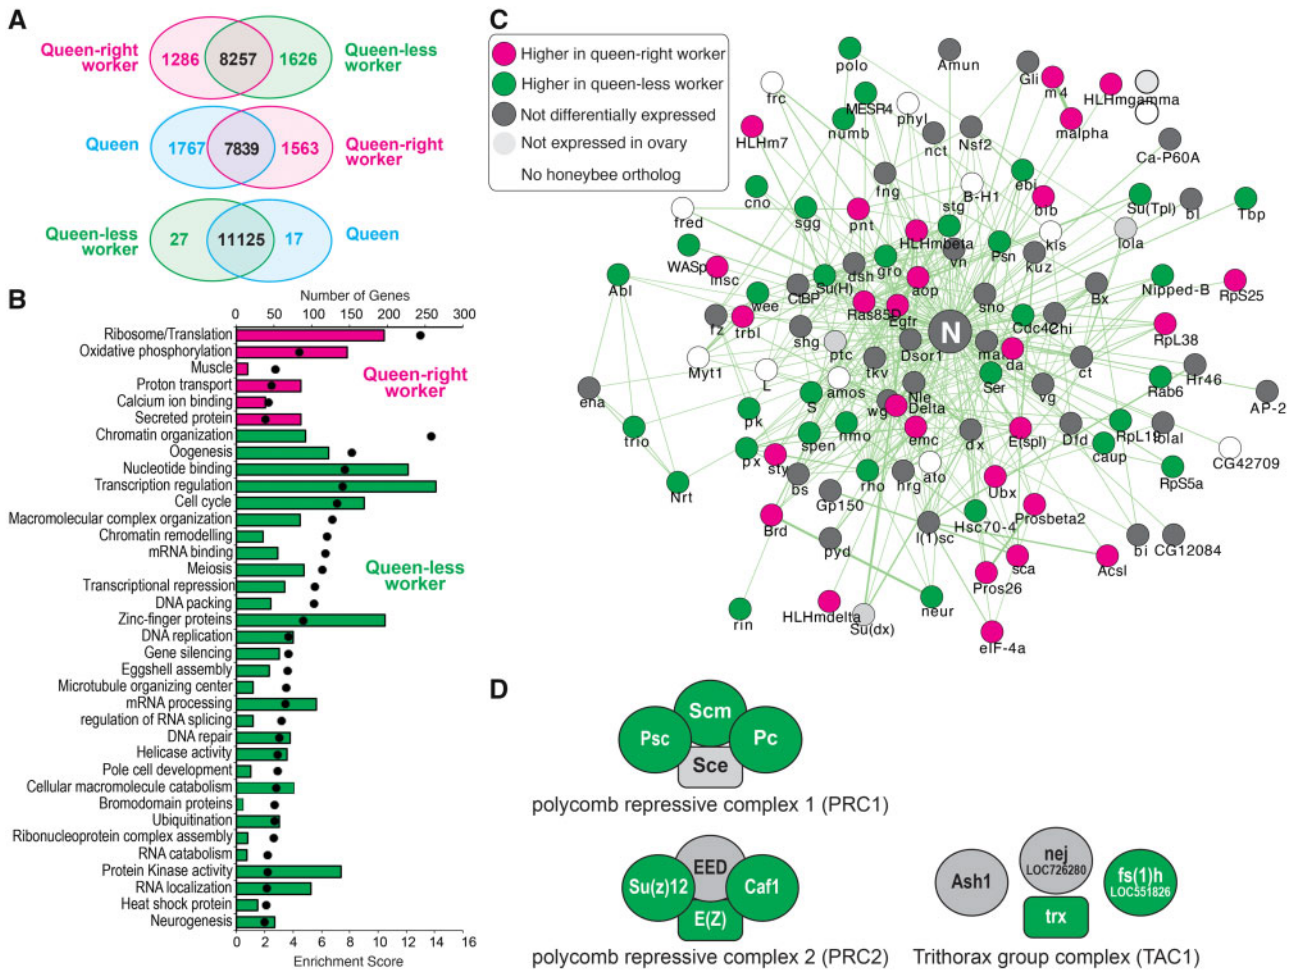 A
Queen-right
worker
1286
8257
1626
Queen-less
worker
Queen
1767
7839
1563
Queen-right
worker
Queen-less
worker
27
11125
17
Queen
B
Number of Genes
0 50 100 150 200 250 300
Ribosome/Translation
Oxidative phosphorylation
Muscle
Proton transport
Calcium ion binding
Secreted protein
Chromatin organization
Oogenesis
Nucleotide binding
Transcription regulation
Cell cycle
Macromolecular complex organization
Chromatin remodelling
mRNA binding
Meiosis
Transcriptional repression
DNA packing
Zinc-finger proteins
DNA replication
Gene silencing
Eggshell assembly
Microtubule organizing center
mRNA processing
regulation of RNA splicing
DNA repair
Helicase activity
Pole cell development
Cellular macromolecule catabolism
Bromodomain proteins
Ubiquitination
Ribonucleoprotein complex assembly
RNA catabolism
Protein Kinase activity
RNA localization
Heat shock protein
Neurogenesis
Queen-right
worker
Queen-less
worker
0 2 4 6 8 10 12 14 16
Enrichment Score
C
Higher in queen-right worker
Higher in queen-less worker
Not differentially expressed
Not expressed in ovary
No honeybee ortholog
polo
Amun
Gli
m4
HLHmgamma
frc
MESR4
phyl
malpha
HLHm7
numb
nct
Nsf2
Ca-P60A
cno
fng
B-H1
ebi
bib
Su(Tpl)
bl
Tbp
fred
sgg
pnt
stg
HLHmbeta
vn
Psn
kis
kuz
lola
WASp
insc
dsh
gro
Su(H)
CtBP
aop
sho
Bx
Nipped-B
RpS25
Abl
wee
Ras85D
Egfr
N
Cdc42
Chi
RpL38
fz
trbl
shg
ptc
Dsor1
mam
da
ct
Myt1
L
tkv
amos
Ser
vg
Rab6
Hr46
AP-2
ena
trio
pk
S
wg
Nle
Delta
spen
nmo
emc
dx
E(spl)
Dfd
RpL19
lolal
caup
CG42709
RpS5a
Nrt
px
sty
bs
rho
hrg
ato
Gp150
Ubx
Prosbeta2
Brd
pyd
l(1)sc
Hsc70-4
bi
CG12084
sca
Acsl
Pros26
rin
HLHmdelta
Su(dx)
neur
eIF-4a
D
Scm
Psc
Pc
Sce
polycomb repressive complex 1 (PRC1)
EED
Su(z)12
Caf1
E(Z)
polycomb repressive complex 2 (PRC2)
Ash1
nej
LOC726280
fs(1)h
LOC551826
trx
Trithorax group complex (TAC1)